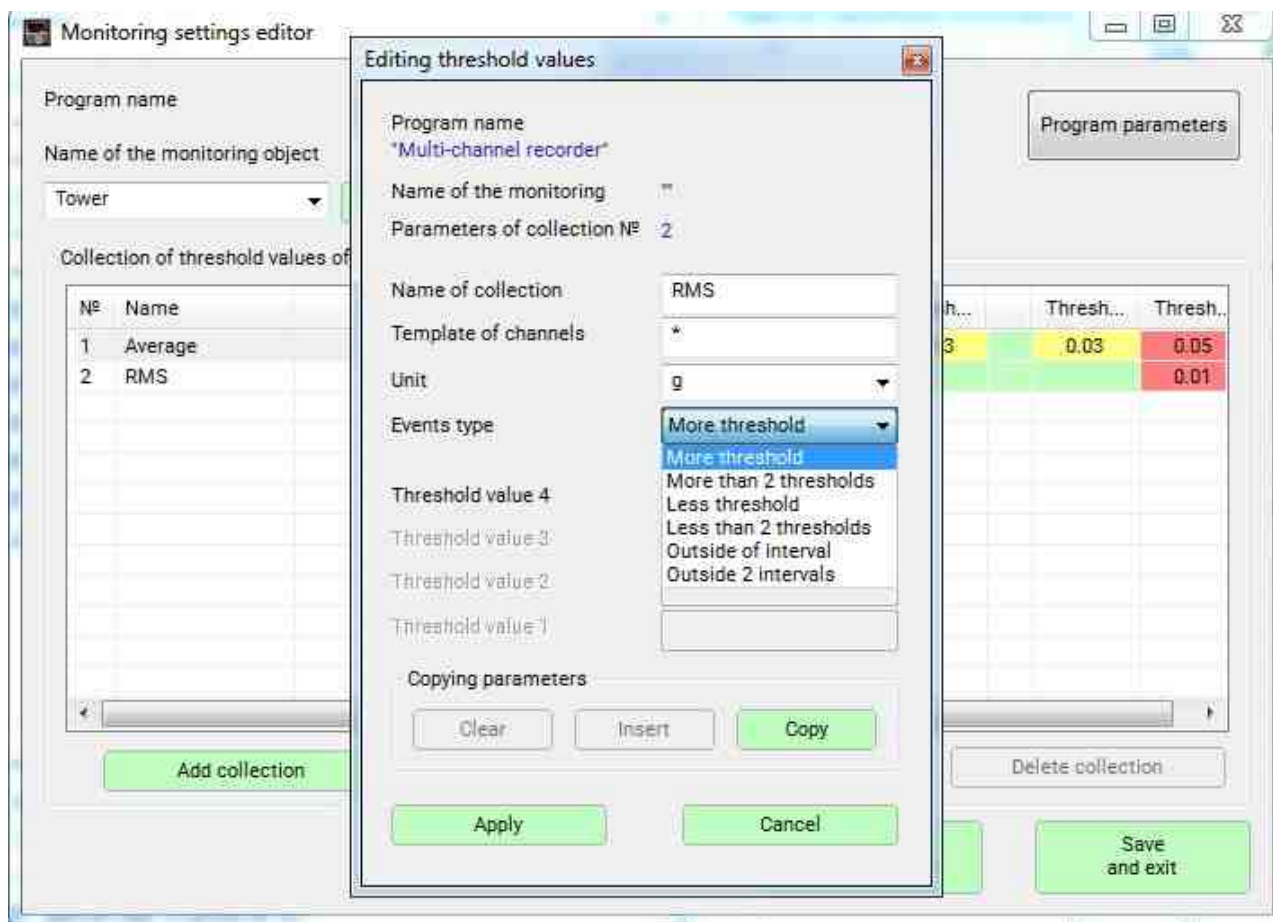 Monitoring settings editor
Program name
Name of the monitoring object
Tower
Program parameters
Collection of threshold values of
Nº Name Thresh... Thresh..
1 Average 3 0.03 0.05
2 RMS 0.01
Add collection
Delete collection
Save
and exit
Editing threshold values
Program name
"Multi-channel recorder"
Name of the monitoring ""
Parameters of collection Nº 2
Name of collection RMS
Template of channels *
Unit g
Events type More threshold
More threshold
More than 2 thresholds
Less threshold
Less than 2 thresholds
Outside of interval
Outside 2 intervals
Threshold value 4
Threshold value 3
Threshold value 2
Threshold value 1
Copying parameters
Clear Insert Copy
Apply Cancel